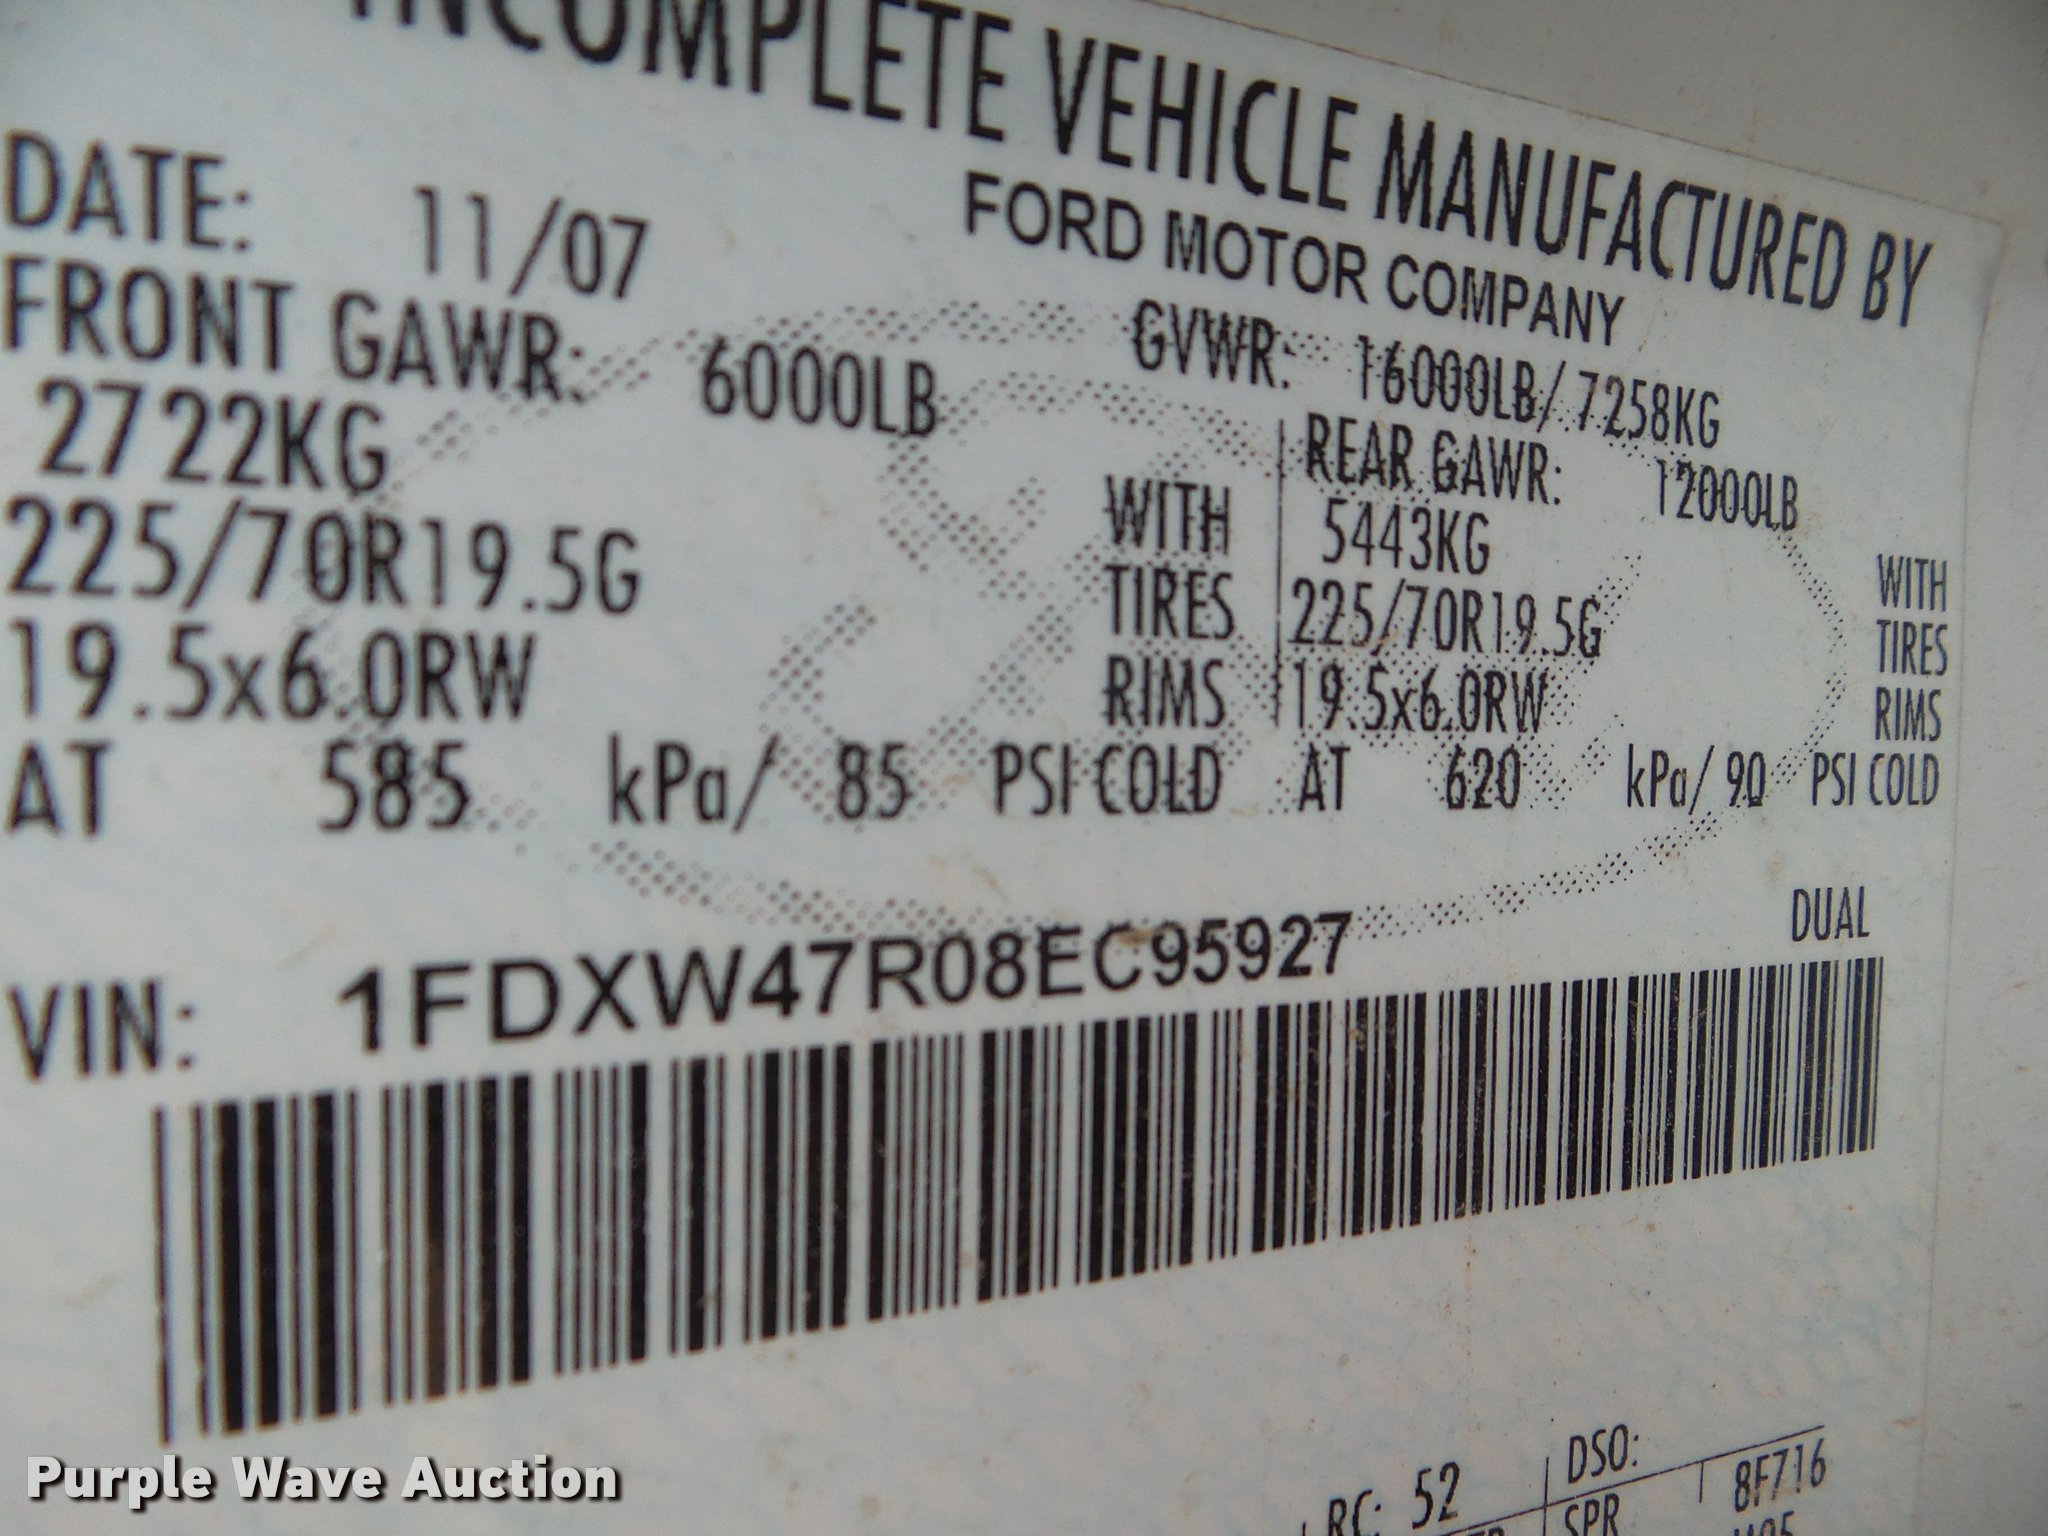 INCOMPLETE VEHICLE MANUFACTURED BY
FORD MOTOR COMPANY
DATE: 11/07
GVWR: 16000LB/ 7258KG
FRONT GAWR: 6000LB
2722KG
WITH
225/70R19.5G
TIRES
19.5x6.0RW
RIMS
AT 585 kPa/ 85 PSI COLD
REAR GAWR: 12000LB
5443KG
WITH
225/70R19.5G
TIRES
19.5x6.0RW
RIMS
AT 620 kPa/ 90 PSI COLD
DUAL
VIN: 1FDXW47R08EC95927
RC: 52
DSO:
SPR
8F716
Purple Wave Auction